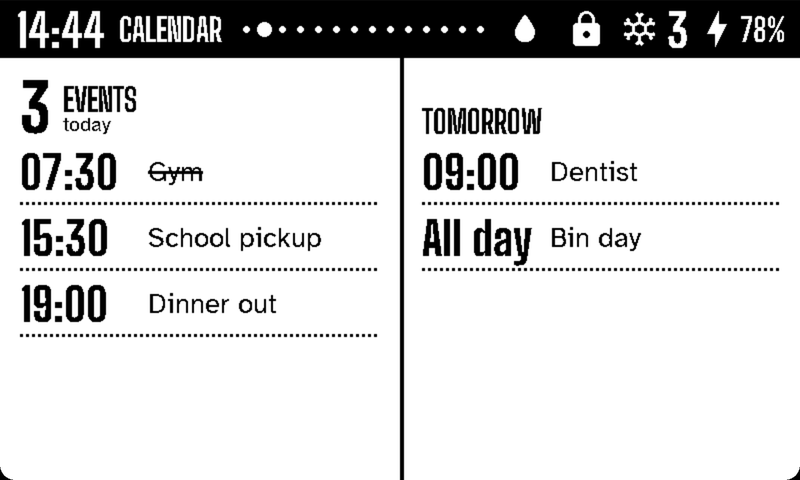 14:44 CALENDAR 3 78%
3 EVENTS
today
07:30 Gym
15:30 School pickup
19:00 Dinner out
TOMORROW
09:00 Dentist
All day Bin day